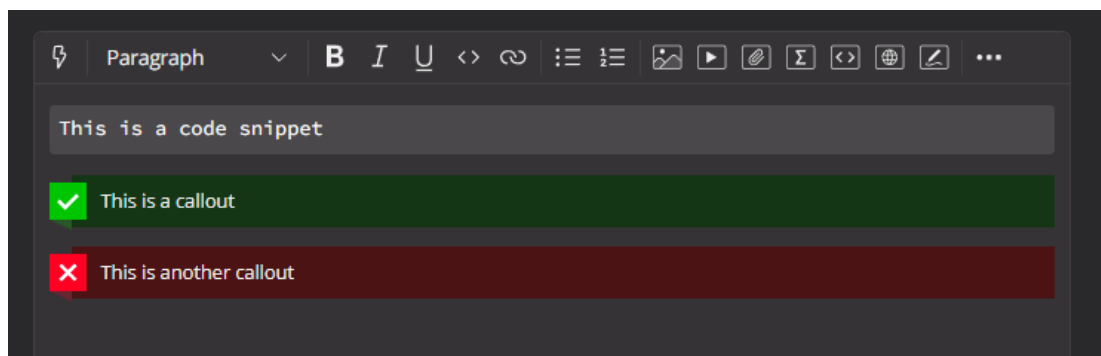 Paragraph B I U
This is a code snippet
This is a callout
This is another callout